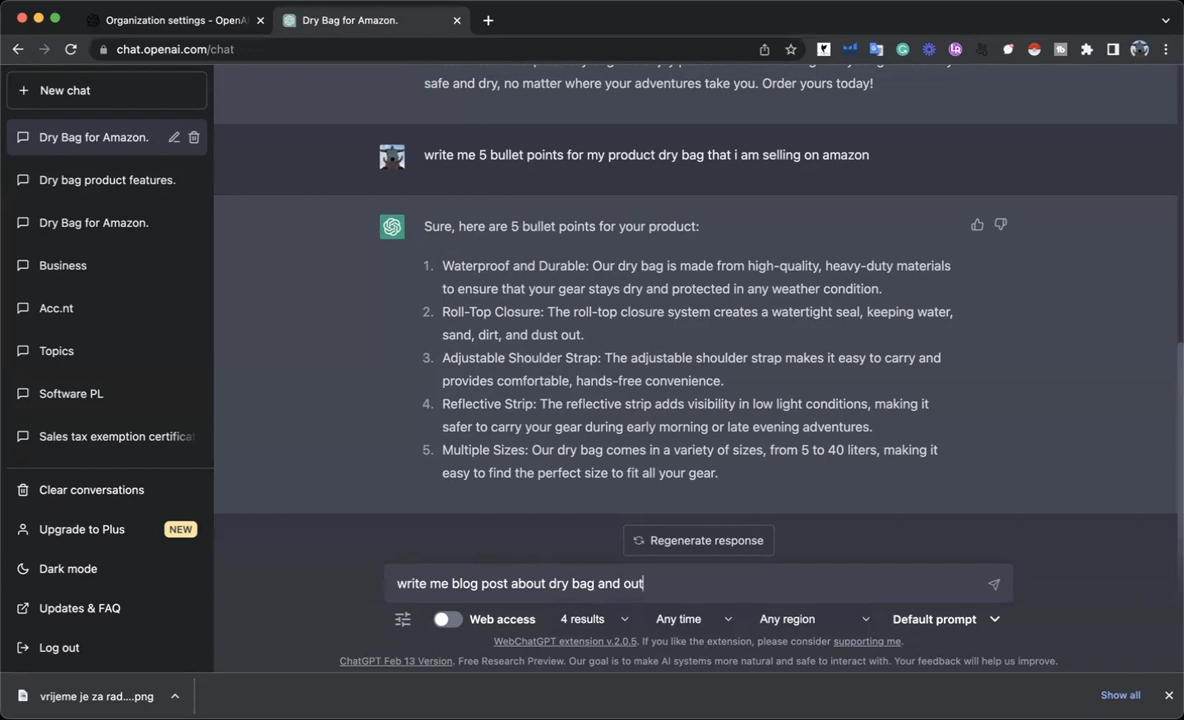 Organization settings - OpenAI
Dry Bag for Amazon.
chat.openai.com/chat
New chat
Dry Bag for Amazon.
Dry bag product features.
Dry Bag for Amazon.
Business
Acc.nt
Topics
Software PL
Sales tax exemption certificat
Clear conversations
Upgrade to Plus NEW
Dark mode
Updates & FAQ
Log out
safe and dry, no matter where your adventures take you. Order yours today!
write me 5 bullet points for my product dry bag that i am selling on amazon
Sure, here are 5 bullet points for your product:
1. Waterproof and Durable: Our dry bag is made from high-quality, heavy-duty materials
to ensure that your gear stays dry and protected in any weather condition.
2. Roll-Top Closure: The roll-top closure system creates a watertight seal, keeping water,
sand, dirt, and dust out.
3. Adjustable Shoulder Strap: The adjustable shoulder strap makes it easy to carry and
provides comfortable, hands-free convenience.
4. Reflective Strip: The reflective strip adds visibility in low light conditions, making it
safer to carry your gear during early morning or late evening adventures.
5. Multiple Sizes: Our dry bag comes in a variety of sizes, from 5 to 40 liters, making it
easy to find the perfect size to fit all your gear.
Regenerate response
write me blog post about dry bag and out
Web access 4 results Any time Any region Default prompt
WebChatGPT extension v.2.0.5. If you like the extension, please consider supporting me.
ChatGPT Feb 13 Version. Free Research Preview. Our goal is to make AI systems more natural and safe to interact with. Your feedback will help us improve.
vrijeme je za rad....png
Show all